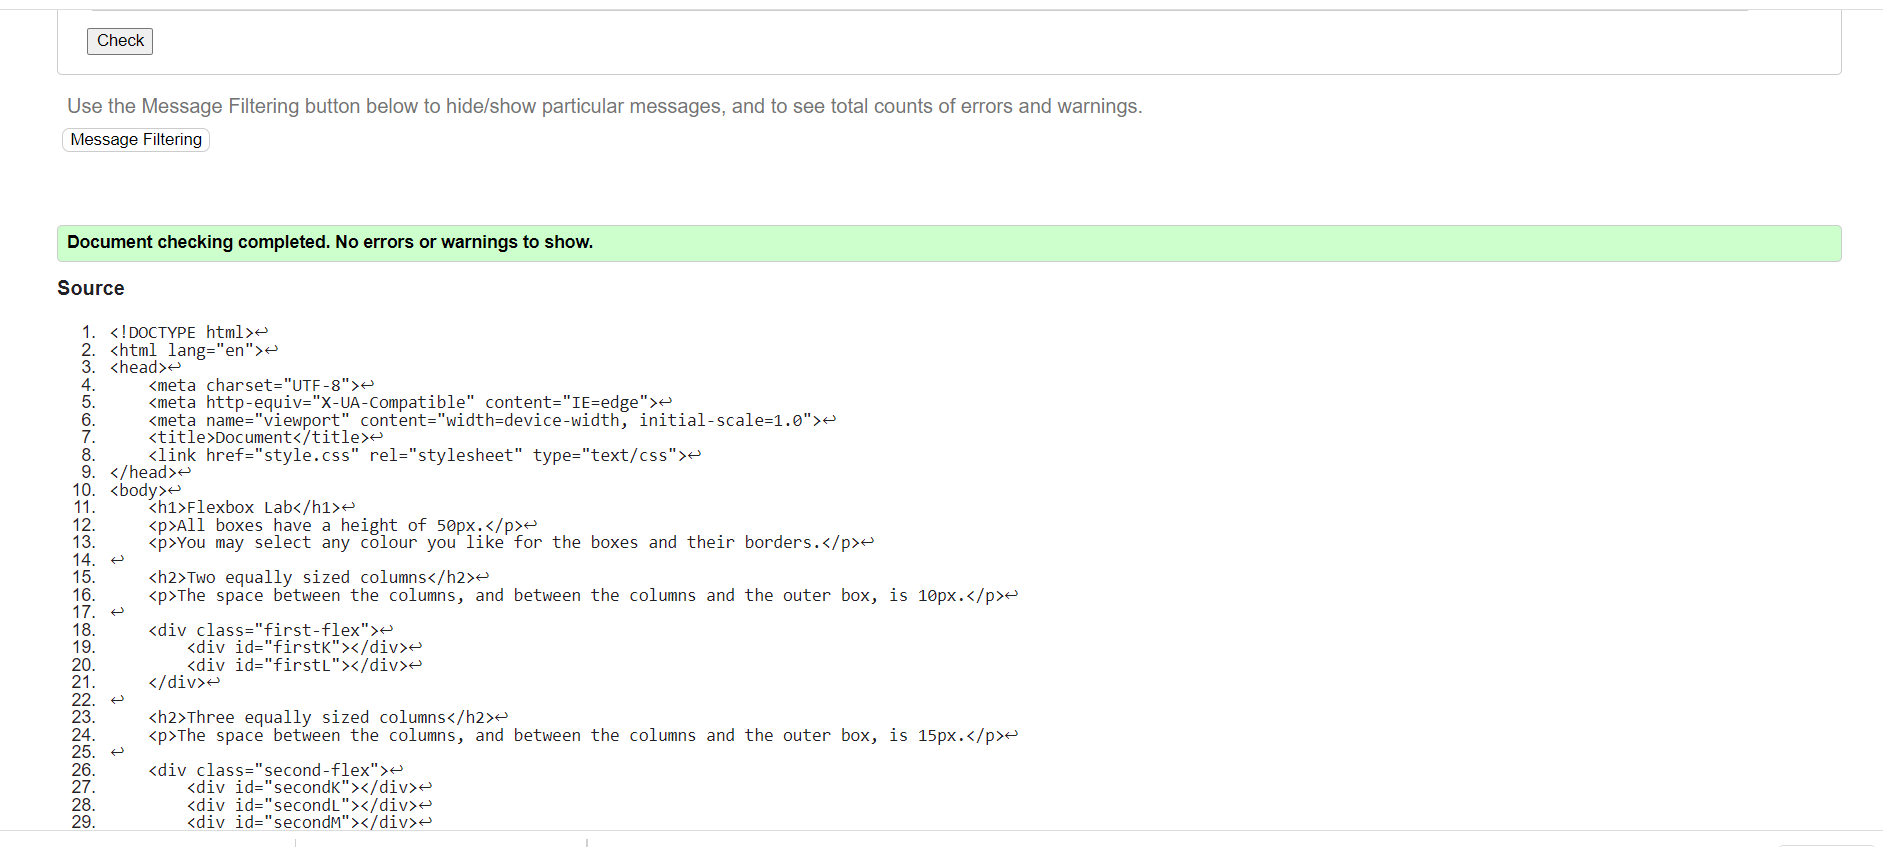 Check
Use the Message Filtering button below to hide/show particular messages, and to see total counts of errors and warnings.
Message Filtering
Document checking completed. No errors or warnings to show.
Source
1. <!DOCTYPE html>↩
2. <html lang="en">↩
3. <head>↩
4.     <meta charset="UTF-8">↩
5.     <meta http-equiv="X-UA-Compatible" content="IE=edge">↩
6.     <meta name="viewport" content="width=device-width, initial-scale=1.0">↩
7.     <title>Document</title>↩
8.     <link href="style.css" rel="stylesheet" type="text/css">↩
9. </head>↩
10. <body>↩
11.     <h1>Flexbox Lab</h1>↩
12.     <p>All boxes have a height of 50px.</p>↩
13.     <p>You may select any colour you like for the boxes and their borders.</p>↩
14. ↩
15.     <h2>Two equally sized columns</h2>↩
16.     <p>The space between the columns, and between the columns and the outer box, is 10px.</p>↩
17. ↩
18.     <div class="first-flex">↩
19.         <div id="firstK"></div>↩
20.         <div id="firstL"></div>↩
21.     </div>↩
22. ↩
23.     <h2>Three equally sized columns</h2>↩
24.     <p>The space between the columns, and between the columns and the outer box, is 15px.</p>↩
25. ↩
26.     <div class="second-flex">↩
27.         <div id="secondK"></div>↩
28.         <div id="secondL"></div>↩
29.         <div id="secondM"></div>↩